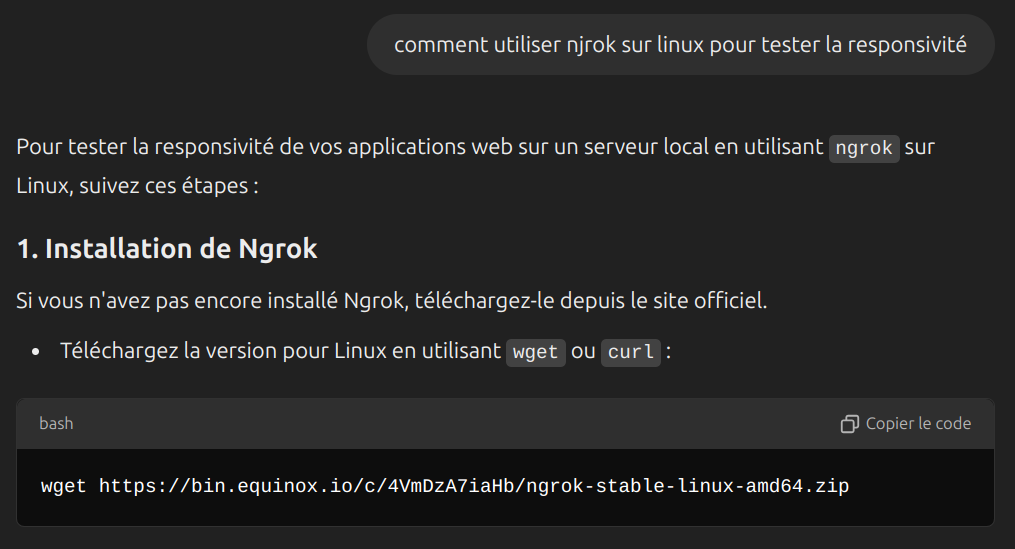 comment utiliser njrok sur linux pour tester la responsivité
Pour tester la responsivité de vos applications web sur un serveur local en utilisant ngrok sur
Linux, suivez ces étapes :
1. Installation de Ngrok
Si vous n'avez pas encore installé Ngrok, téléchargez-le depuis le site officiel.
• Téléchargez la version pour Linux en utilisant wget ou curl :
bash
Copier le code
wget https://bin.equinox.io/c/4VmDzA7iaHb/ngrok-stable-linux-amd64.zip